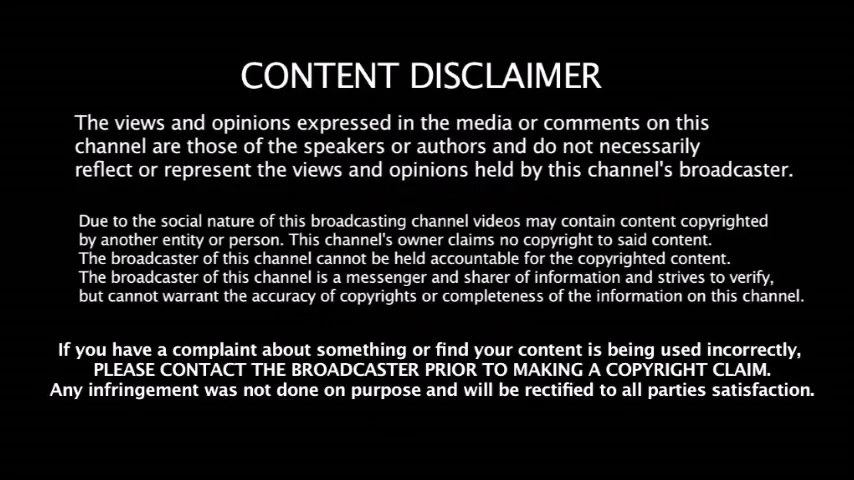 CONTENT DISCLAIMER
The views and opinions expressed in the media or comments on this
channel are those of the speakers or authors and do not necessarily
reflect or represent the views and opinions held by this channel's broadcaster.
Due to the social nature of this broadcasting channel videos may contain content copyrighted
by another entity or person. This channel's owner claims no copyright to said content.
The broadcaster of this channel cannot be held accountable for the copyrighted content.
The broadcaster of this channel is a messenger and sharer of information and strives to verify,
but cannot warrant the accuracy of copyrights or completeness of the information on this channel.
If you have a complaint about something or find your content is being used incorrectly,
PLEASE CONTACT THE BROADCASTER PRIOR TO MAKING A COPYRIGHT CLAIM.
Any infringement was not done on purpose and will be rectified to all parties satisfaction.